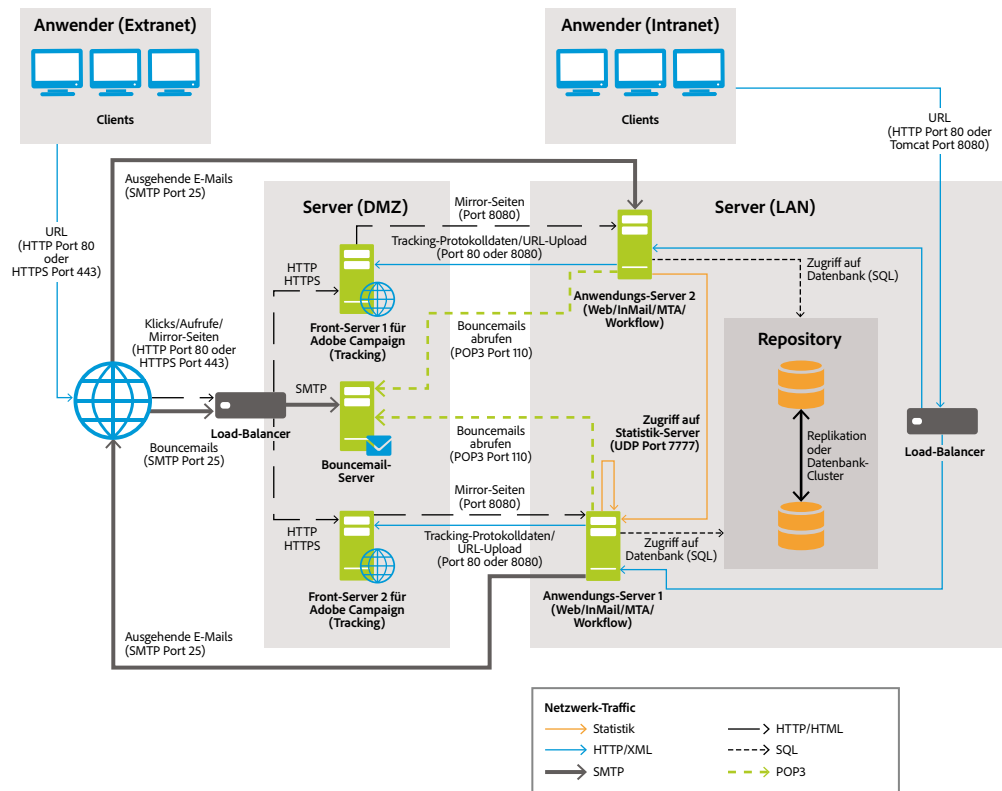 Anwender (Extranet)
Clients
Anwender (Intranet)
Clients
URL
(HTTP Port 80 oder
Tomcat Port 8080)
Ausgehende E-Mails
(SMTP Port 25)
URL
(HTTP Port 80
oder
HTTPS Port 443)
Server (DMZ)
Mirror-Seiten
(Port 8080)
Server (LAN)
Tracking-Protokolldaten/URL-Upload
(Port 80 oder 8080)
HTTP
HTTPS
Zugriff auf
Datenbank (SQL)
Anwendungs-Server 2
(Web/InMail/MTA/
Workflow)
Front-Server 1 für
Adobe Campaign
(Tracking)
Bouncemails
abrufen
(POP3 Port 110)
Klicks/Aufrufe/
Mirror-Seiten
(HTTP Port 80 oder
HTTPS Port 443)
Repository
SMTP
Load-Balancer
Bouncemails
(SMTP Port 25)
Bouncemail-
Server
Bouncemails
abrufen
(POP3 Port 110)
Zugriff auf
Statistik-Server
(UDP Port 7777)
Replikation
oder
Datenbank-
Cluster
Load-Balancer
Mirror-Seiten
(Port 8080)
HTTP
HTTPS
Tracking-Protokolldaten/
URL-Upload
(Port 80 oder 8080)
Zugriff auf
Datenbank (SQL)
Front-Server 2 für
Adobe Campaign
(Tracking)
Anwendungs-Server 1
(Web/InMail/MTA/
Workflow)
Ausgehende E-Mails
(SMTP Port 25)
Netzwerk-Traffic
Statistik
HTTP/HTML
HTTP/XML
SQL
SMTP
POP3